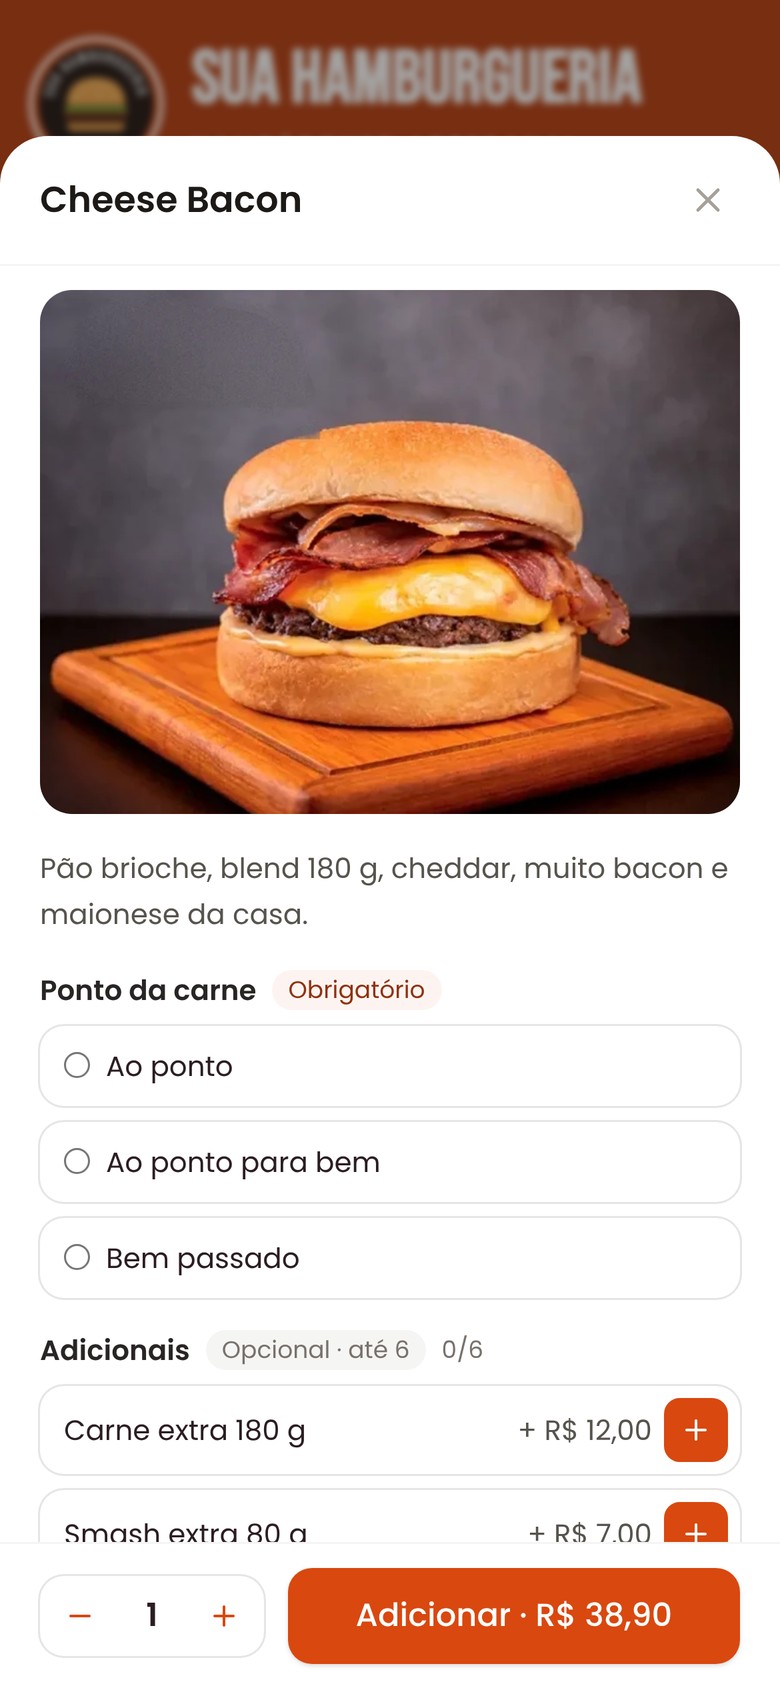 SUA HAMBURGUERIA
Cheese Bacon
Pão brioche, blend 180 g, cheddar, muito bacon e
maionese da casa.
Ponto da carne Obrigatório
Ao ponto
Ao ponto para bem
Bem passado
Adicionais Opcional · até 6 0/6
Carne extra 180 g + R$ 12,00 +
Smash extra 80 g + R$ 7,00 +
− 1 + Adicionar · R$ 38,90